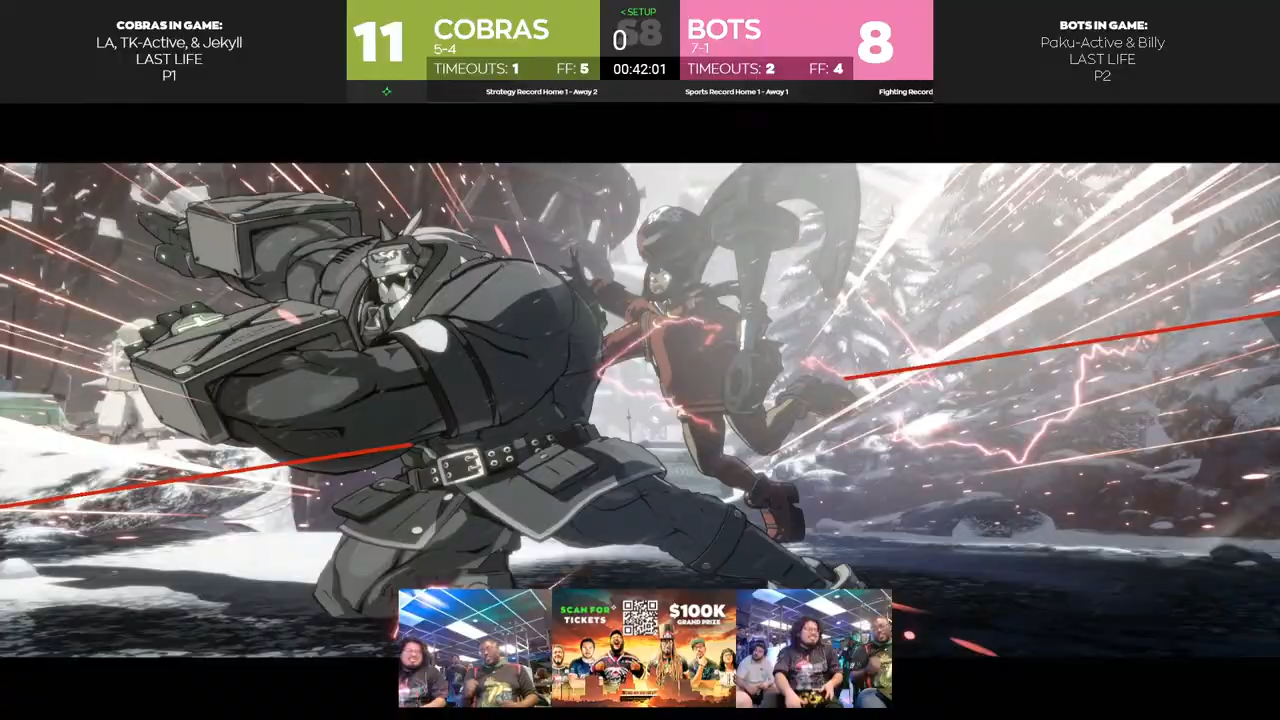 COBRAS IN GAME:
LA, TK-Active, & Jekyll
LAST LIFE
P1
11
COBRAS
5-4
TIMEOUTS: 1 FF: 5
< SETUP
0
00:42:01
BOTS
7-1
TIMEOUTS: 2 FF: 4
8
Strategy Record Home 1 - Away 2
Sports Record Home 1 - Away 1
Fighting Record
BOTS IN GAME:
Paku-Active & Billy
LAST LIFE
P2
SCAN FOR
TICKETS
$100K
GRAND PRIZE